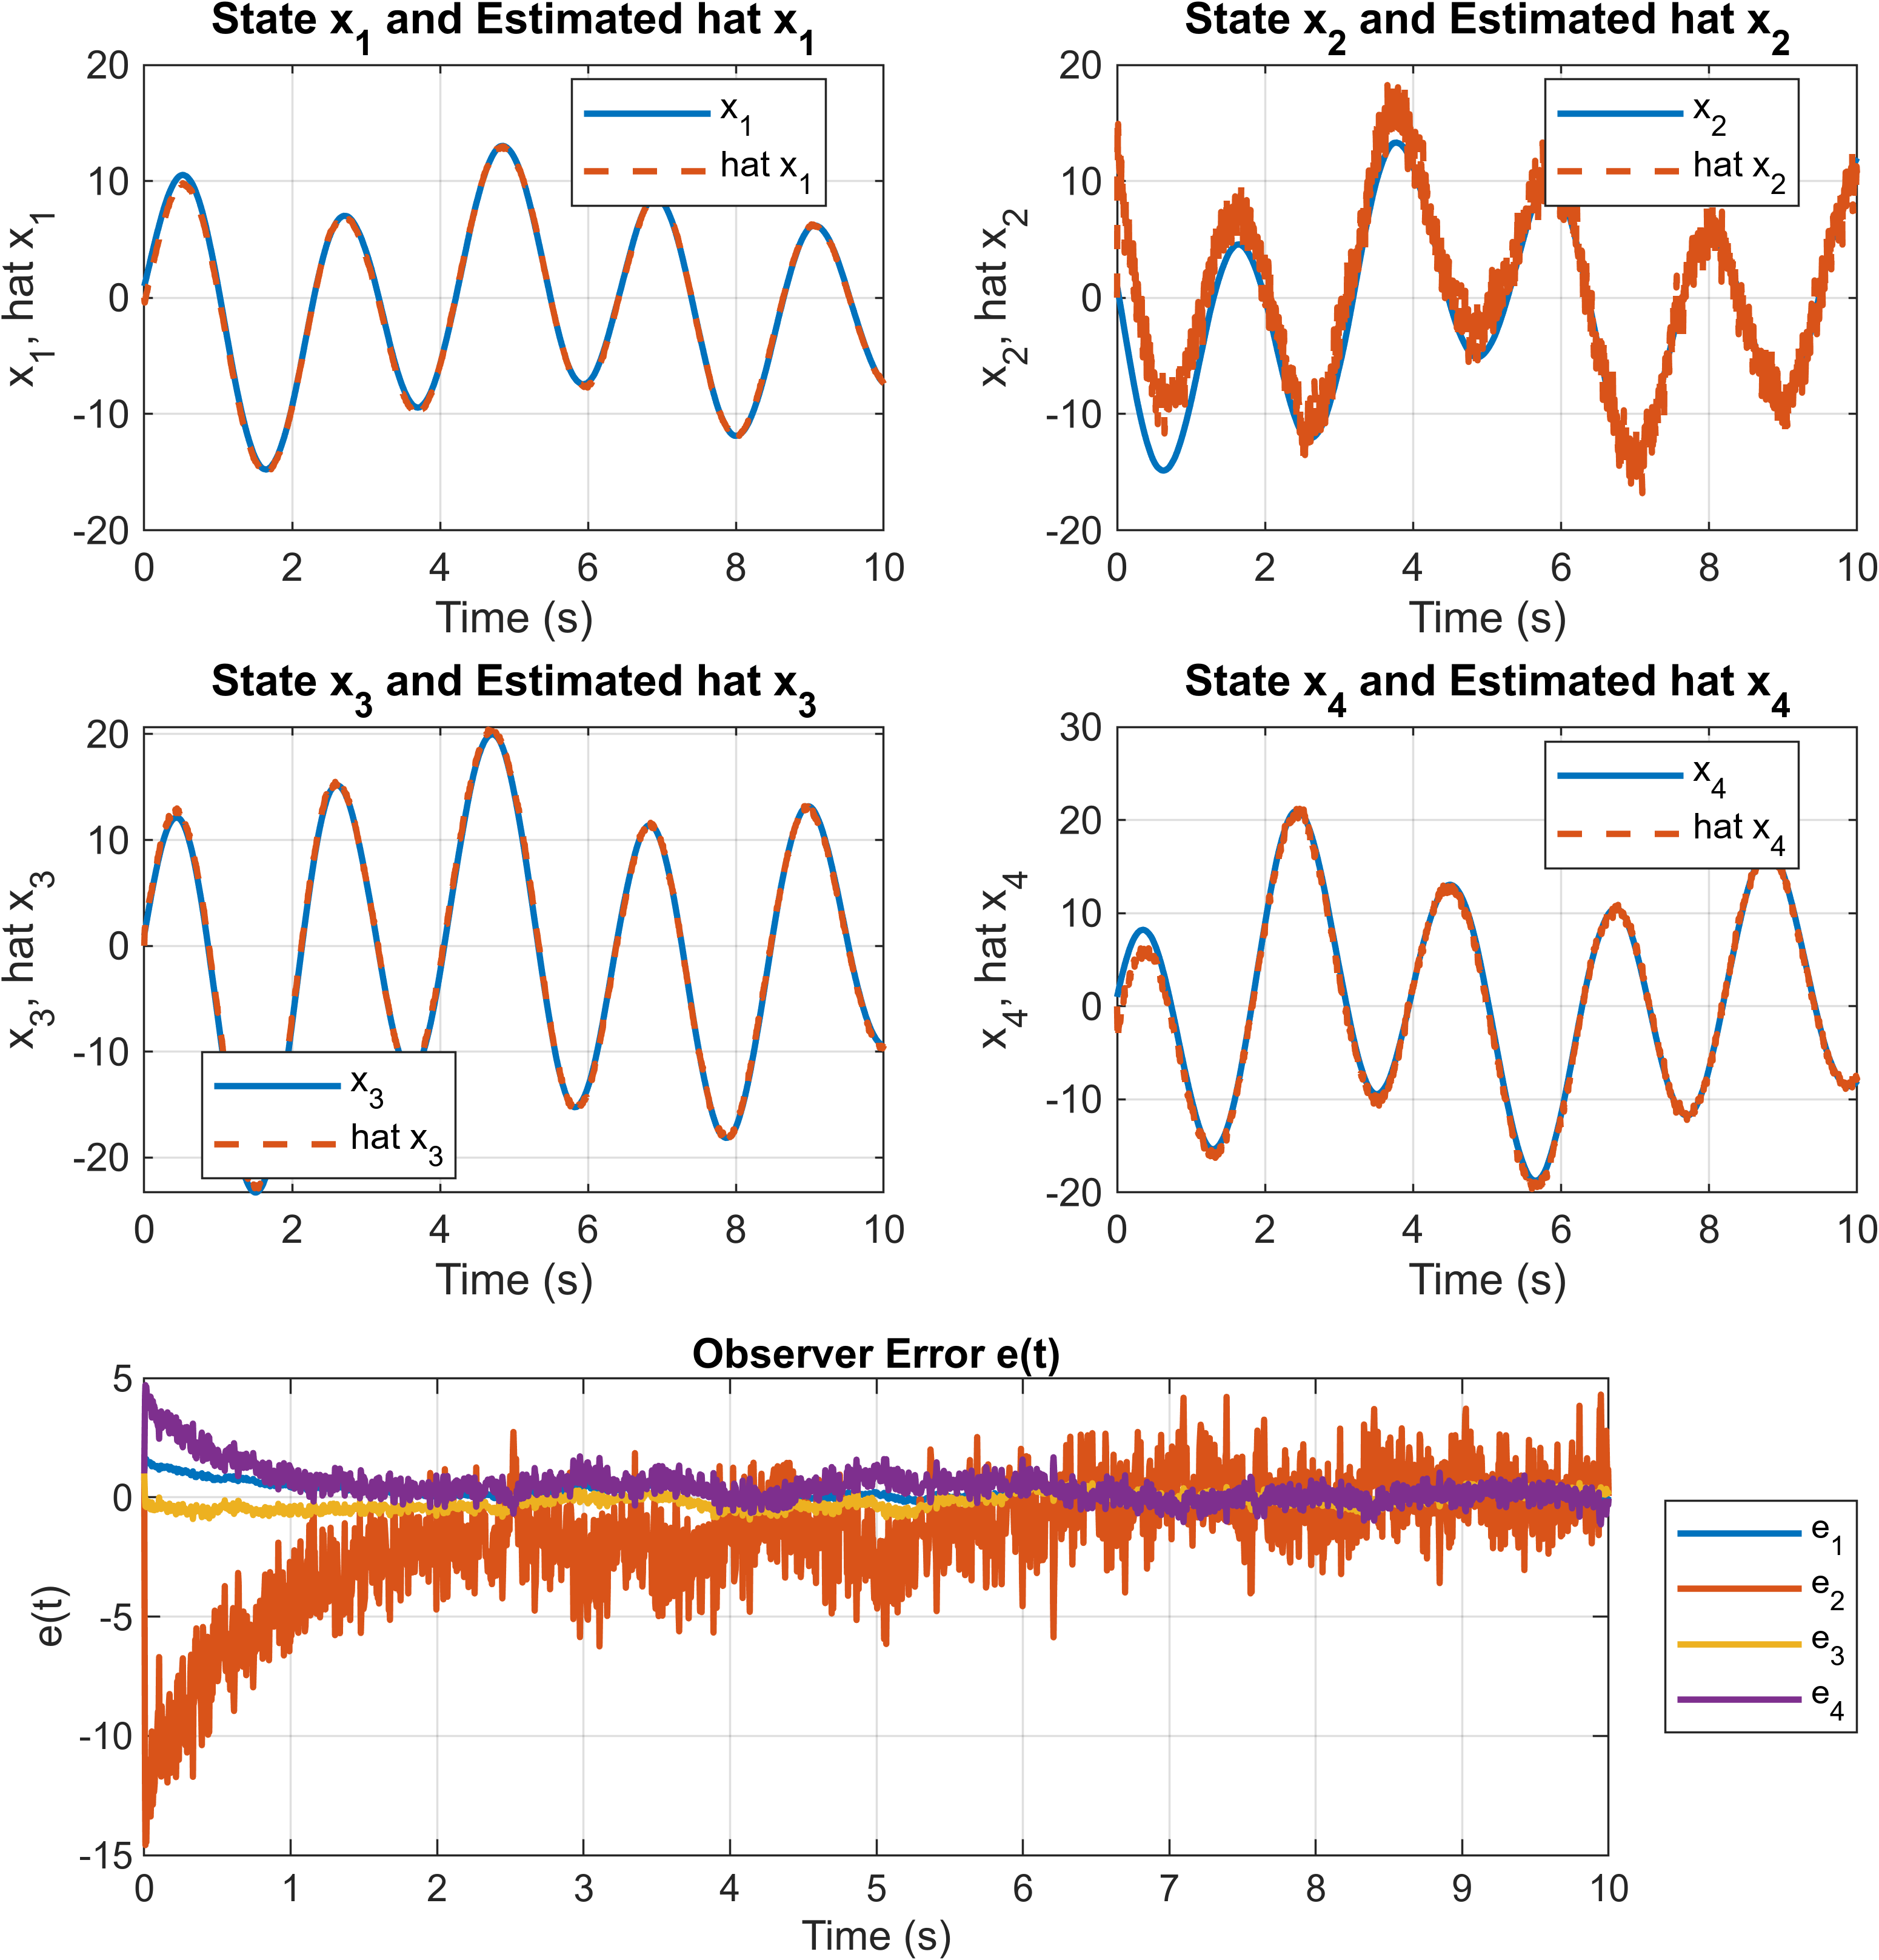 State x1 and Estimated hat x1
20
10
0
-10
-20
x1, hat x1
x1
hat x1
0 2 4 6 8 10
Time (s)
State x2 and Estimated hat x2
20
10
0
-10
-20
x2, hat x2
x2
hat x2
0 2 4 6 8 10
Time (s)
State x3 and Estimated hat x3
20
10
0
-10
-20
x3, hat x3
x3
hat x3
0 2 4 6 8 10
Time (s)
State x4 and Estimated hat x4
30
20
10
0
-10
-20
x4, hat x4
x4
hat x4
0 2 4 6 8 10
Time (s)
Observer Error e(t)
5
0
-5
-10
-15
e(t)
e1
e2
e3
e4
0 1 2 3 4 5 6 7 8 9 10
Time (s)